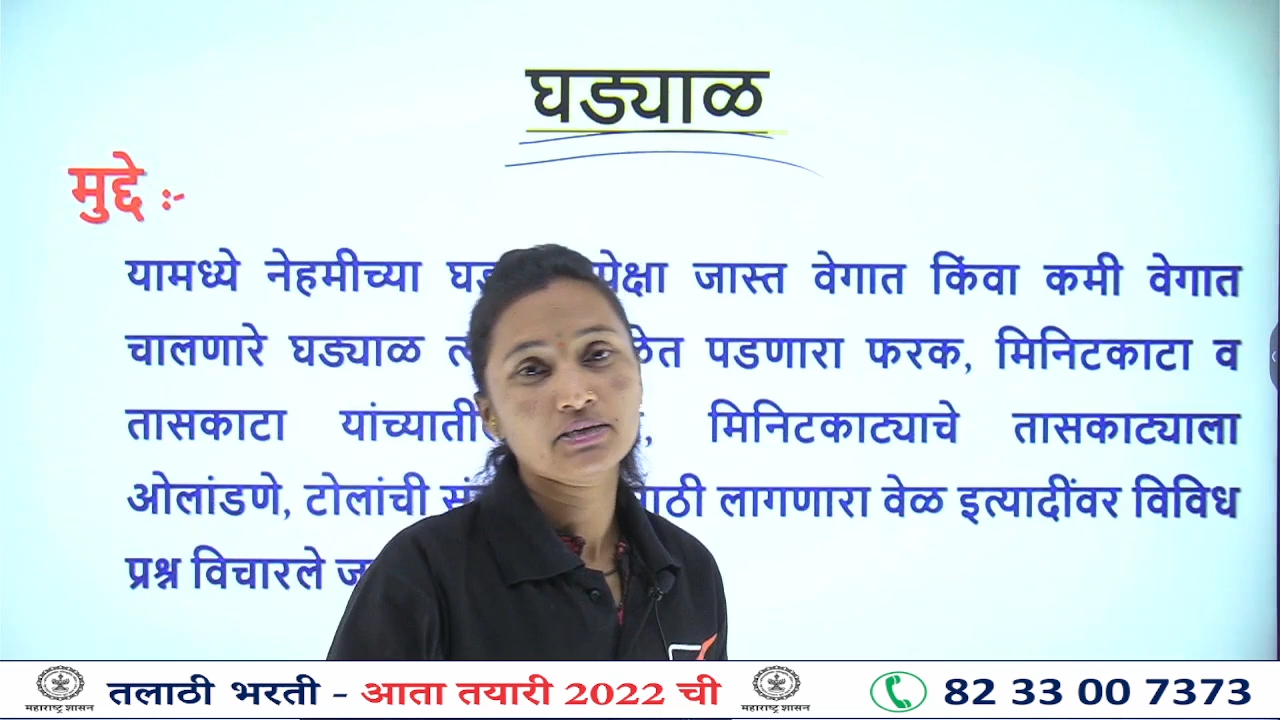 घड्याळ
मुद्दे :-
यामध्ये नेहमीच्या जास्त वेगात किंवा कमी वेगात
चालणारे घड्याळ पडणारा फरक, मिनिटकाटा व
तासकाटा मिनिटकाट्याचे तासकाट्याला
ओलांडणे, टोलांची लागणारा वेळ इत्यादींवर विविध
प्रश्न विचारले
महाराष्ट्र शासन
तलाठी भरती - आता तयारी 2022 ची
महाराष्ट्र शासन
82 33 00 7373